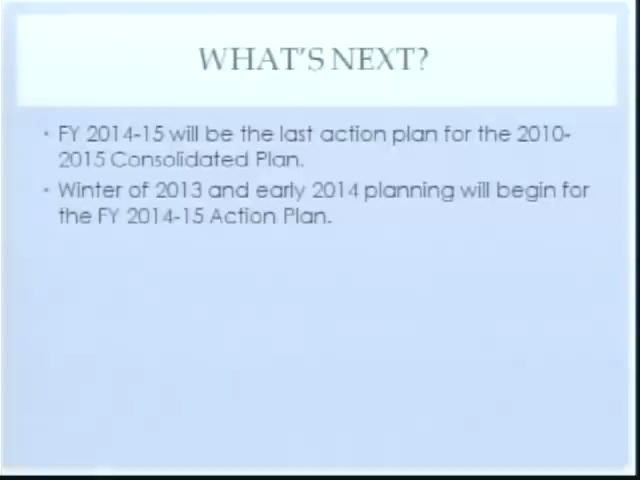 WHAT'S NEXT?
• FY 2014-15 will be the last action plan for the 2010-
2015 Consolidated Plan.
• Winter of 2013 and early 2014 planning will begin for
the FY 2014-15 Action Plan.